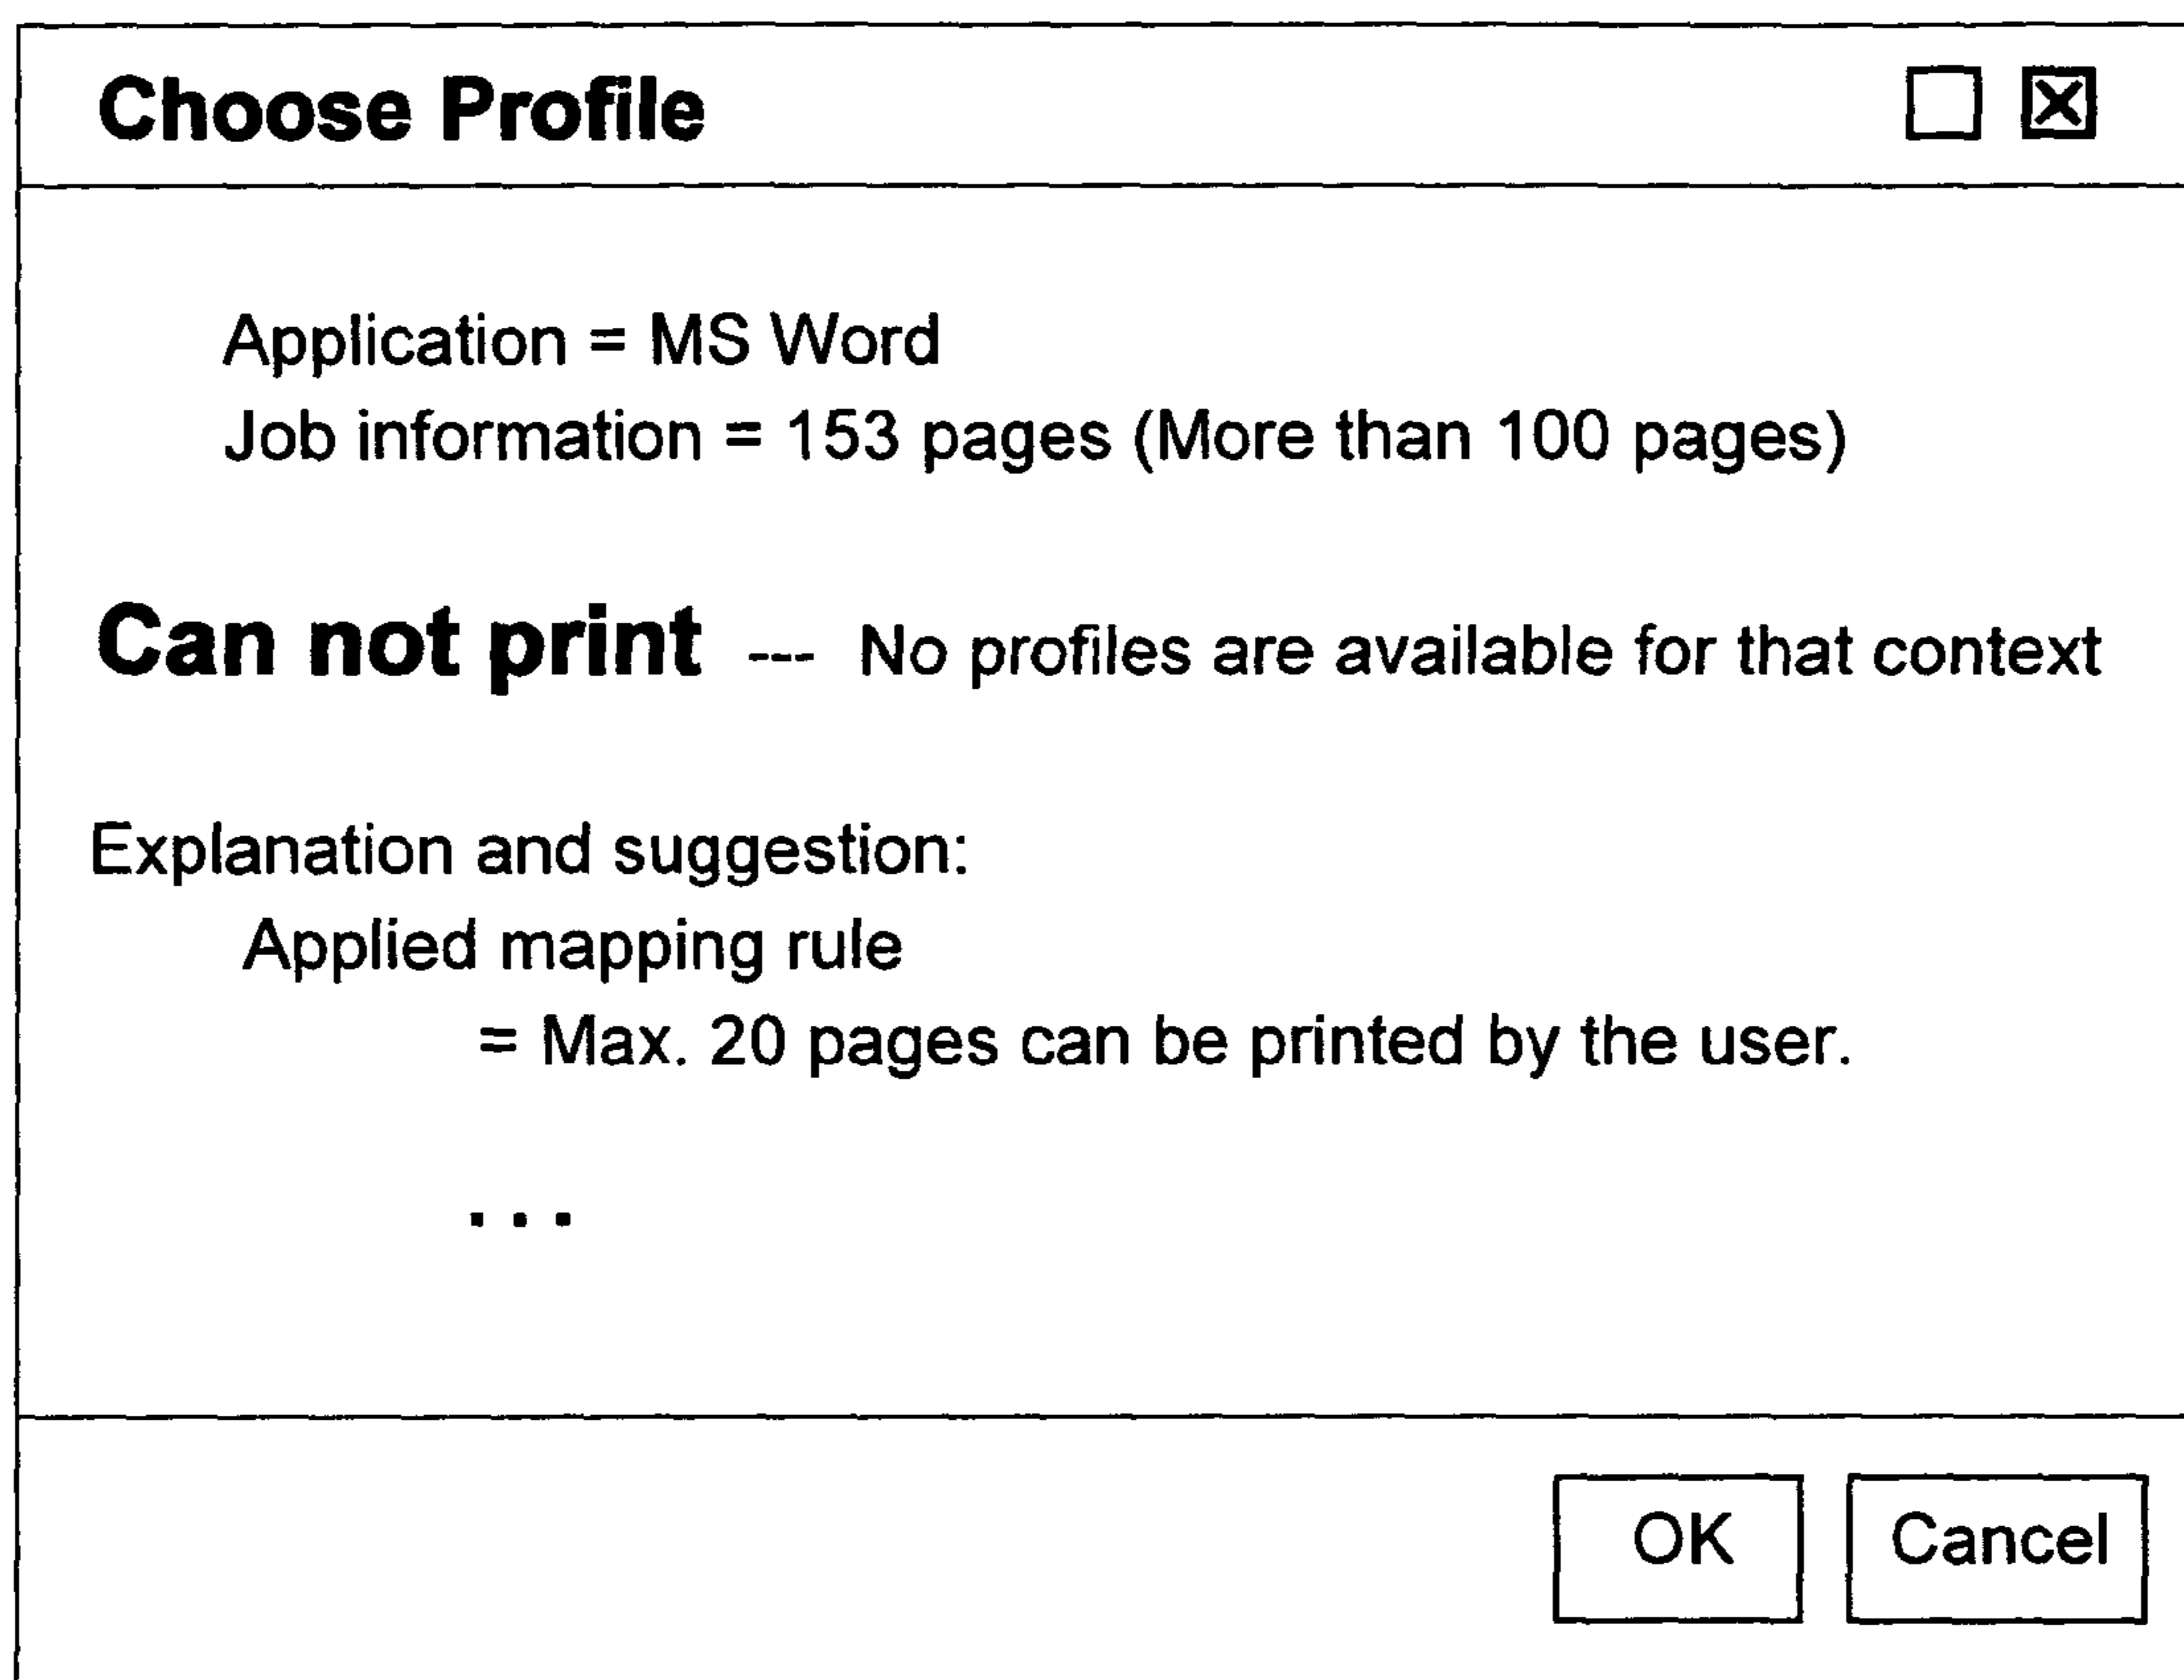 Choose Profile
Application = MS Word
Job information = 153 pages (More than 100 pages)
Can not print --- No profiles are available for that context
Explanation and suggestion:
Applied mapping rule
= Max. 20 pages can be printed by the user.
...
OK Cancel